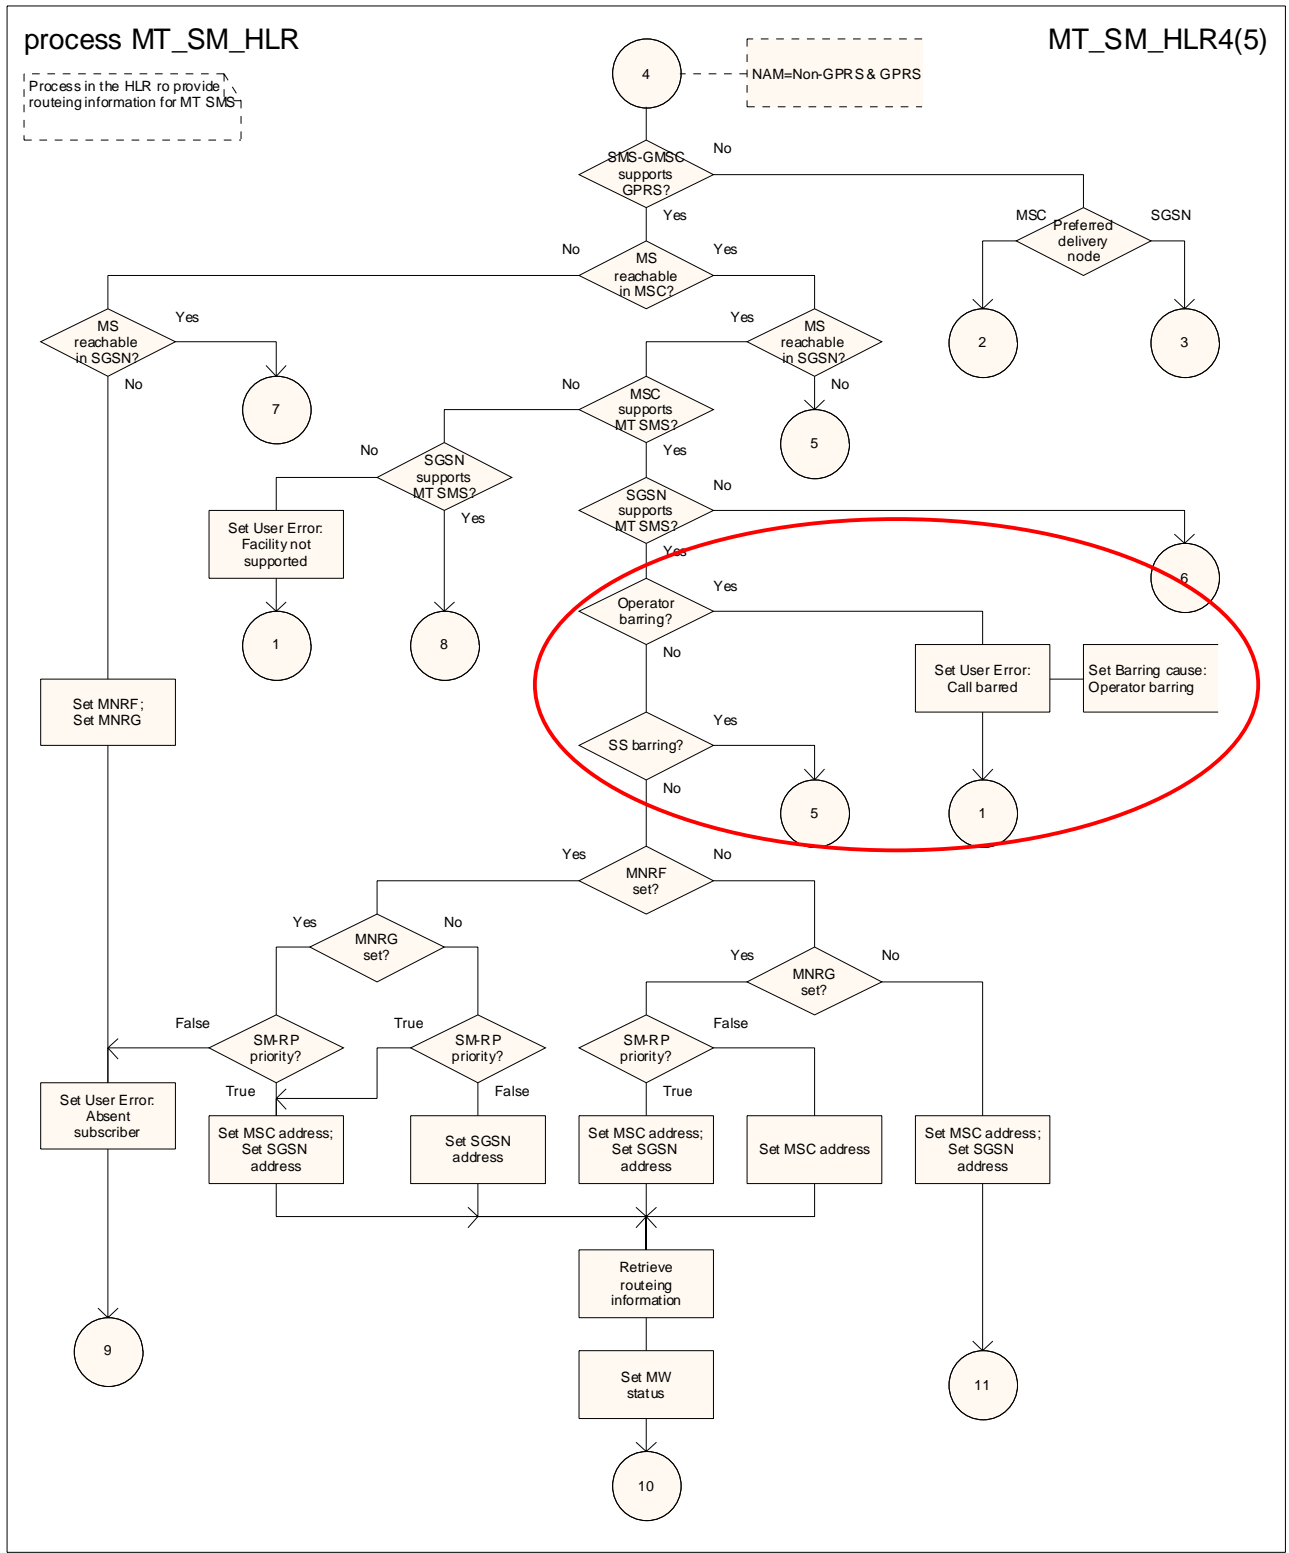 process MT_SM_HLR
MT_SM_HLR4(5)
Process in the HLR ro provide
routeing information for MT SMS
4
NAM=Non-GPRS & GPRS
SMS-GMSC
supports
GPRS?
No
Yes
MSC
Preferred
delivery
node
SGSN
No
MS
reachable
in MSC?
Yes
2
3
MS
reachable
in SGSN?
Yes
No
7
Yes
MS
reachable
in SGSN?
No
5
No
MSC
supports
MT SMS?
Yes
No
SGSN
supports
MT SMS?
Yes
SGSN
supports
MT SMS?
No
Yes
6
Set User Error:
Facility not
supported
1
8
Operator
barring?
Yes
No
Set User Error:
Call barred
Set Barring cause:
Operator barring
Set MNRF;
Set MNRG
SS barring?
Yes
No
5
1
Yes
MNRF
set?
No
Yes
MNRG
set?
No
Yes
MNRG
set?
No
False
SM-RP
priority?
True
True
SM-RP
priority?
False
SM-RP
priority?
False
True
Set User Error:
Absent
subscriber
Set MSC address;
Set SGSN
address
Set SGSN
address
Set MSC address;
Set SGSN
address
Set MSC address
Set MSC address;
Set SGSN
address
Retrieve
routeing
information
9
Set MW
status
11
10